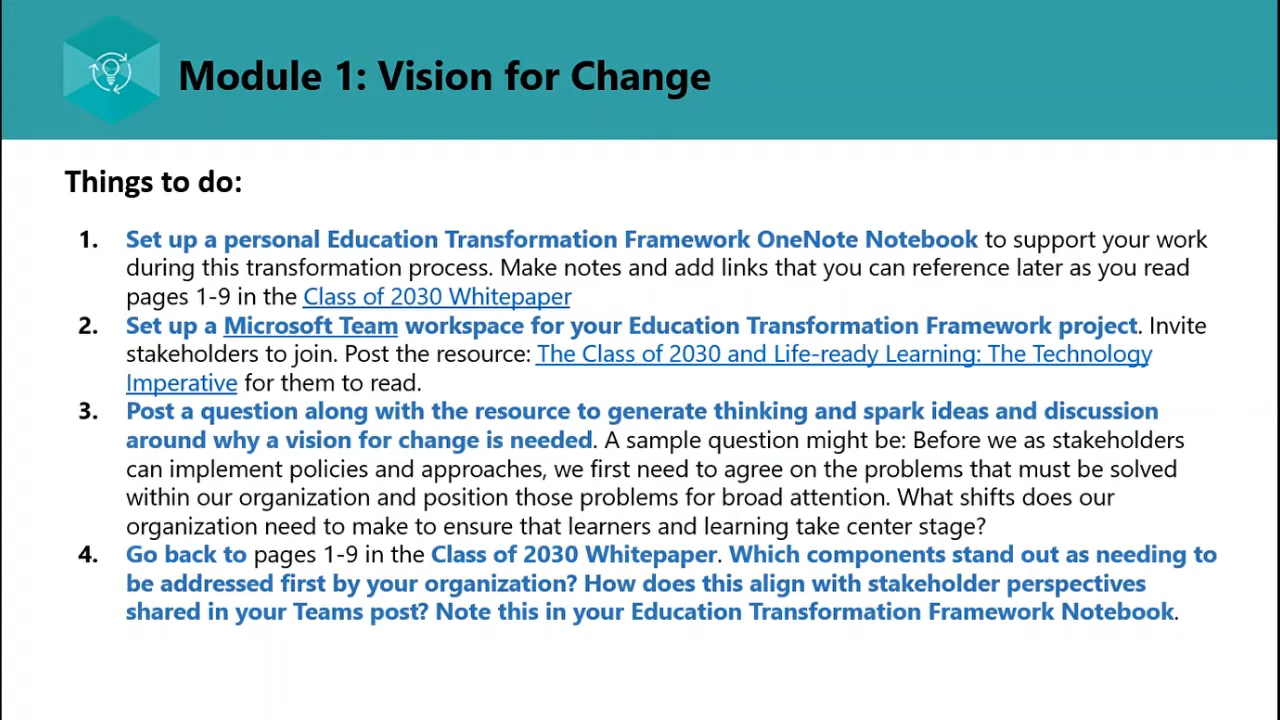 Module 1: Vision for Change
Things to do:
1. Set up a personal Education Transformation Framework OneNote Notebook to support your work
during this transformation process. Make notes and add links that you can reference later as you read
pages 1-9 in the Class of 2030 Whitepaper
2. Set up a Microsoft Team workspace for your Education Transformation Framework project. Invite
stakeholders to join. Post the resource: The Class of 2030 and Life-ready Learning: The Technology
Imperative for them to read.
3. Post a question along with the resource to generate thinking and spark ideas and discussion
around why a vision for change is needed. A sample question might be: Before we as stakeholders
can implement policies and approaches, we first need to agree on the problems that must be solved
within our organization and position those problems for broad attention. What shifts does our
organization need to make to ensure that learners and learning take center stage?
4. Go back to pages 1-9 in the Class of 2030 Whitepaper. Which components stand out as needing to
be addressed first by your organization? How does this align with stakeholder perspectives
shared in your Teams post? Note this in your Education Transformation Framework Notebook.